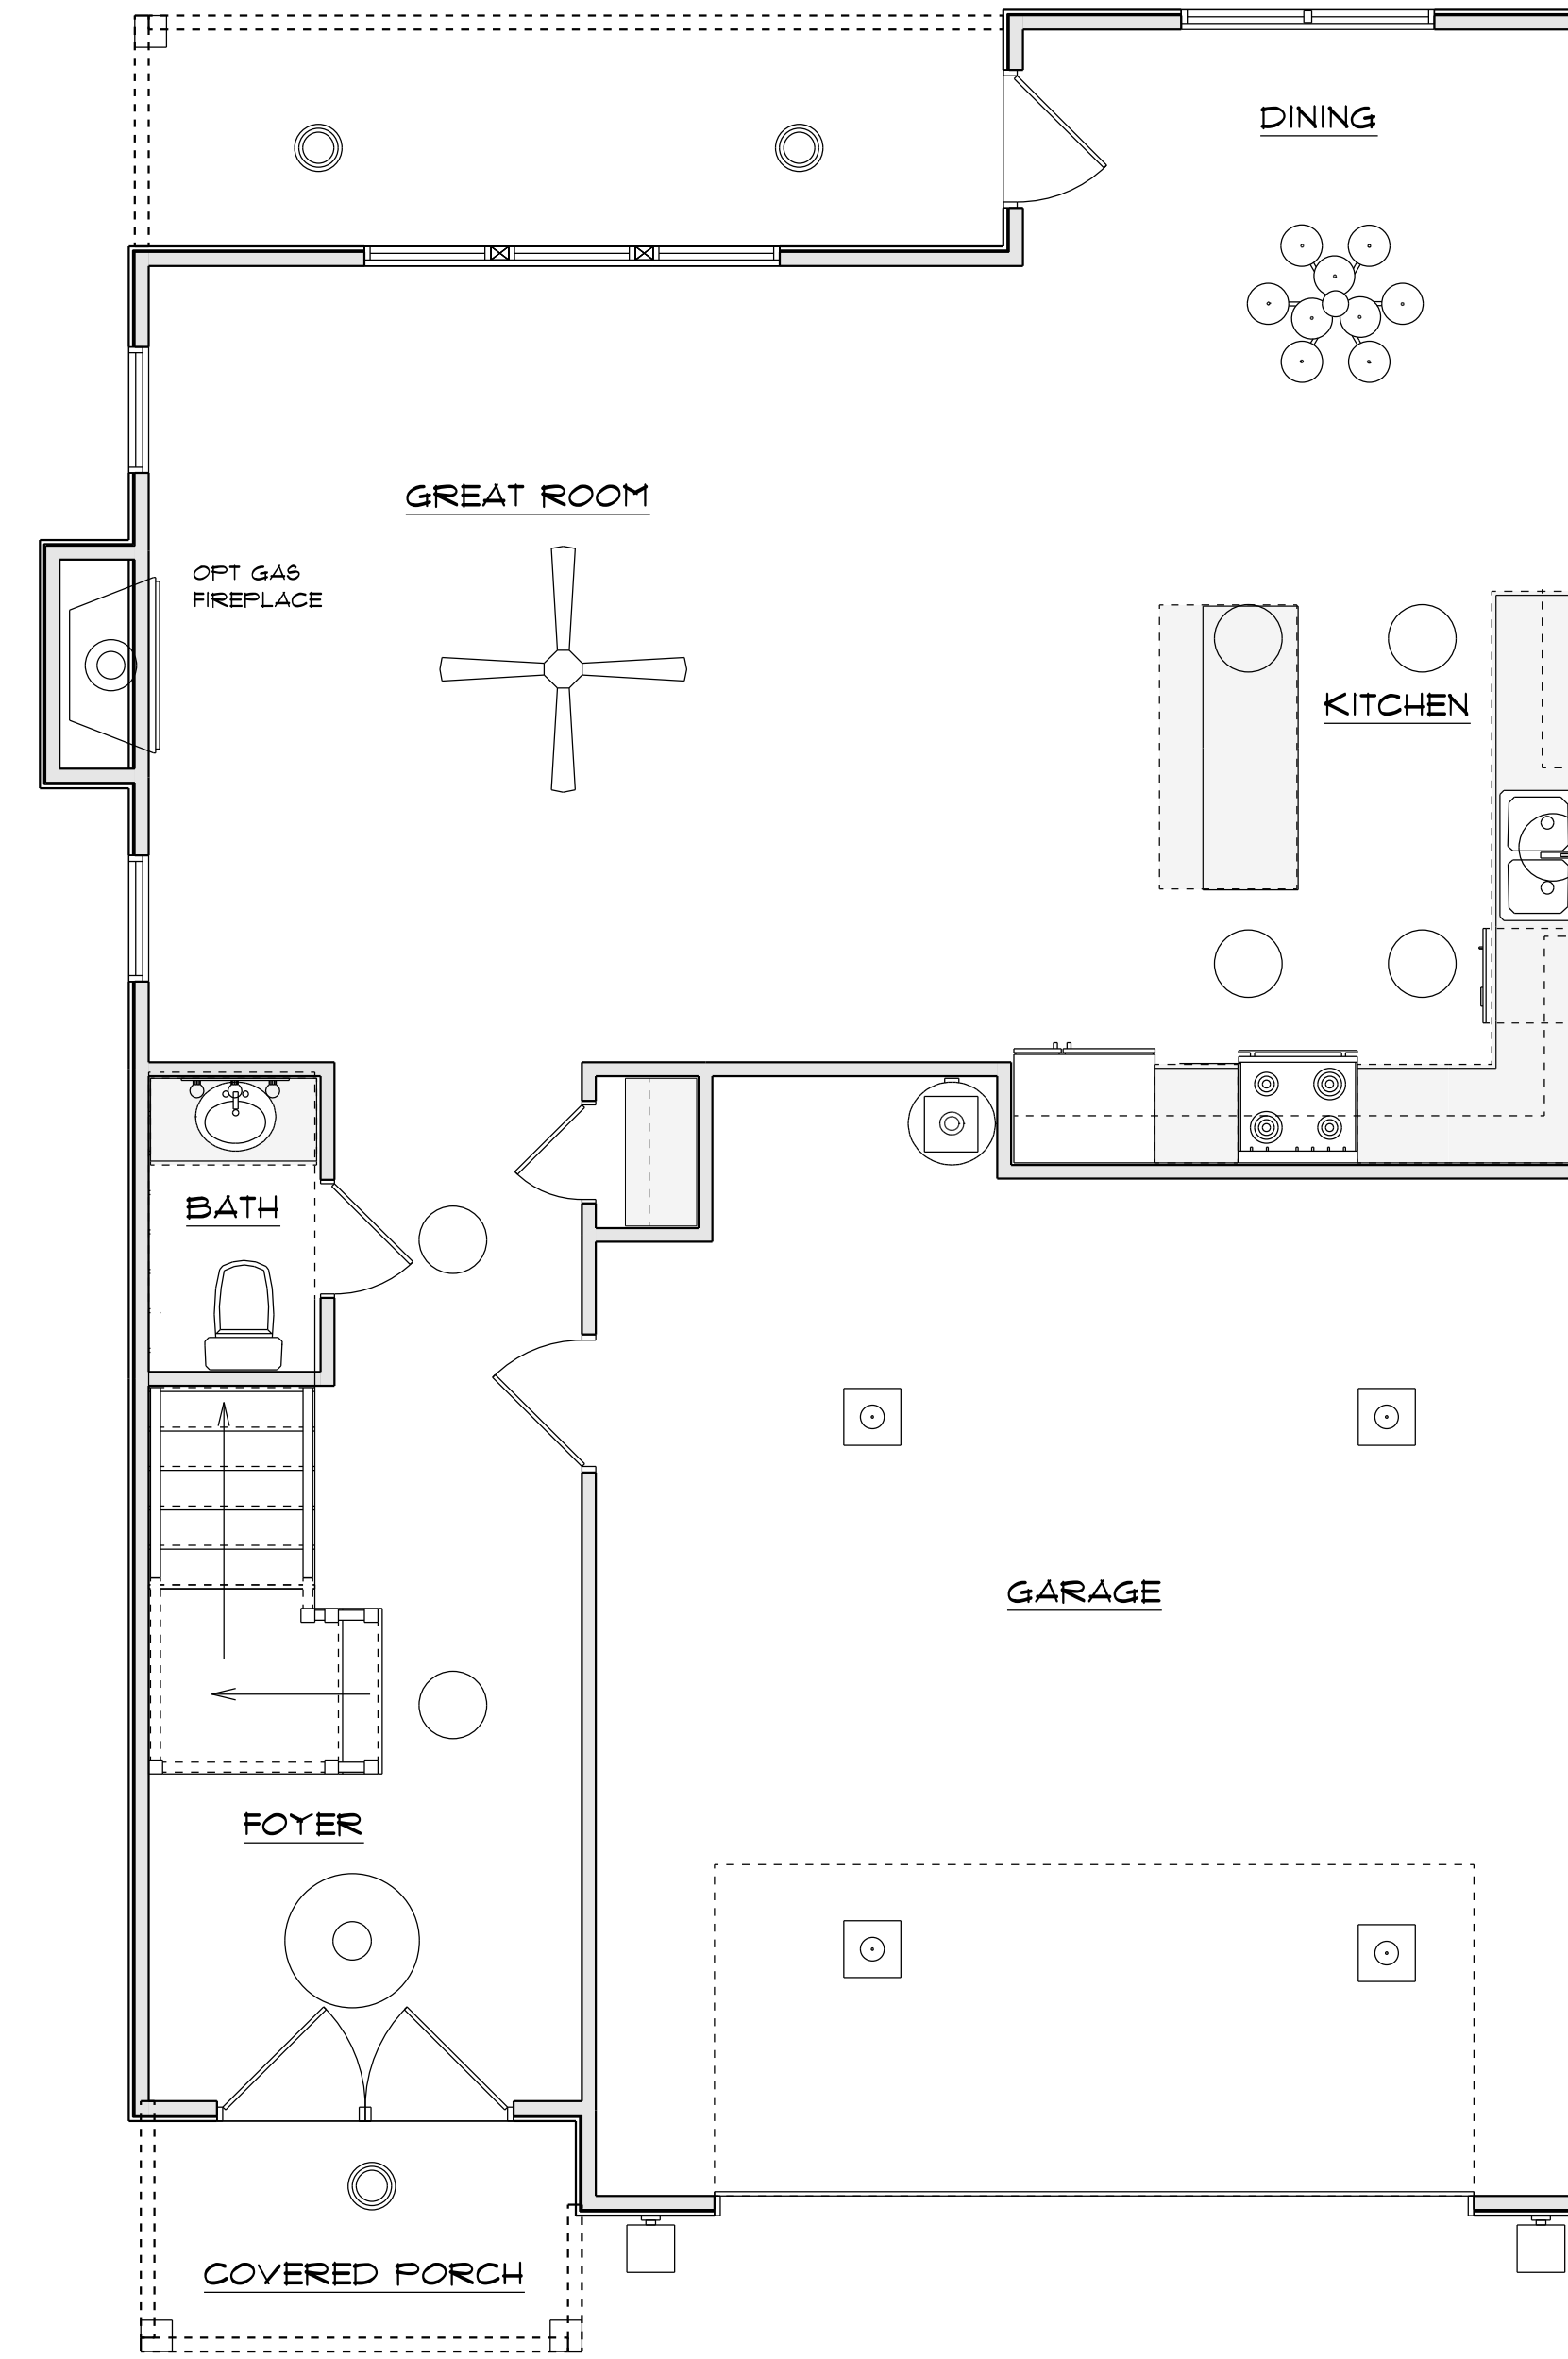 DINING
GREAT ROOM
OPT GAS
FIREPLACE
KITCHEN
BATH
GARAGE
FOYER
COVERED PORCH